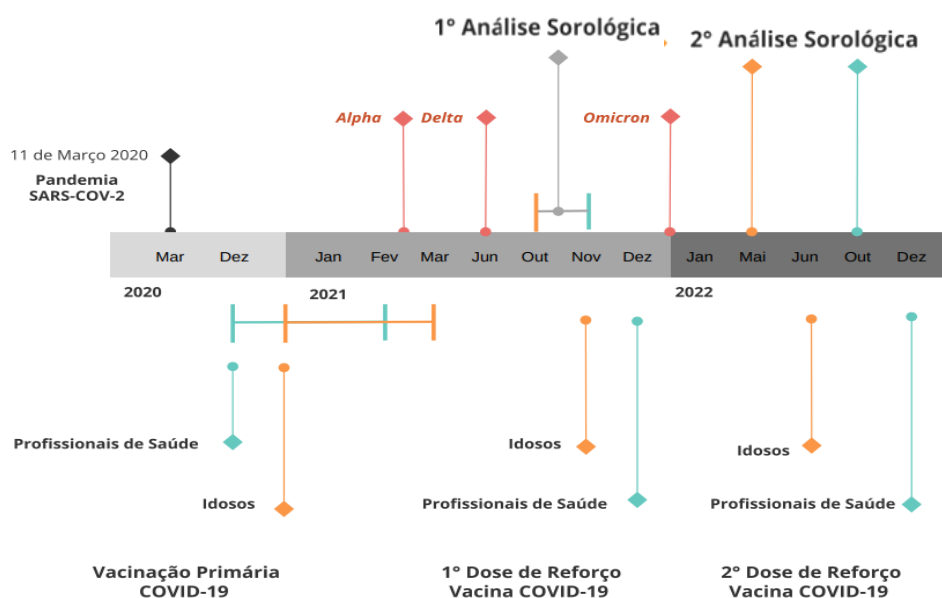 1° Análise Sorológica
2° Análise Sorológica
Alpha
Delta
Omicron
11 de Março 2020
Pandemia
SARS-COV-2
Mar Dez Jan Fev Mar Jun Out Nov Dez Jan Mai Jun Out Dez
2020
2021
2022
Profissionais de Saúde
Idosos
Idosos
Profissionais de Saúde
Idosos
Profissionais de Saúde
Vacinação Primária
COVID-19
1° Dose de Reforço
Vacina COVID-19
2° Dose de Reforço
Vacina COVID-19